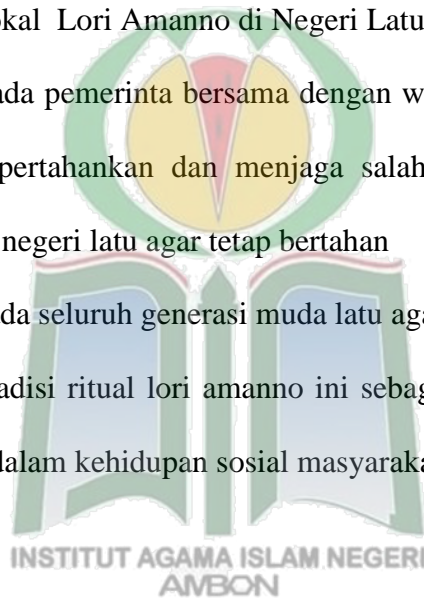 okal Lori Amanno di Negeri Latu
ada pemerinta bersama dengan w
pertahankan dan menjaga salah
negeri latu agar tetap bertahan
da seluruh generasi muda latu aga
adisi ritual lori amanno ini sebag
dalam kehidupan sosial masyaraka
INSTITUT AGAMA ISLAM NEGERI
AMBON